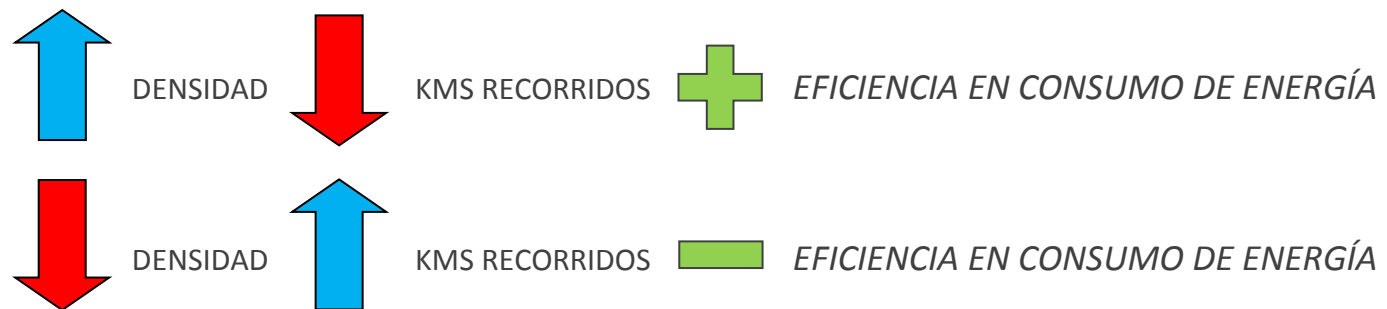 DENSIDAD KMS RECORRIDOS EFICIENCIA EN CONSUMO DE ENERGÍA
DENSIDAD KMS RECORRIDOS EFICIENCIA EN CONSUMO DE ENERGÍA